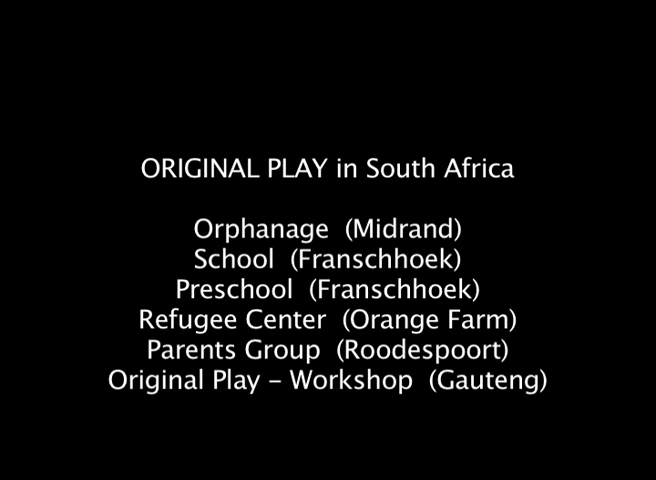 ORIGINAL PLAY in South Africa
Orphanage (Midrand)
School (Franschhoek)
Preschool (Franschhoek)
Refugee Center (Orange Farm)
Parents Group (Roodespoort)
Original Play – Workshop (Gauteng)